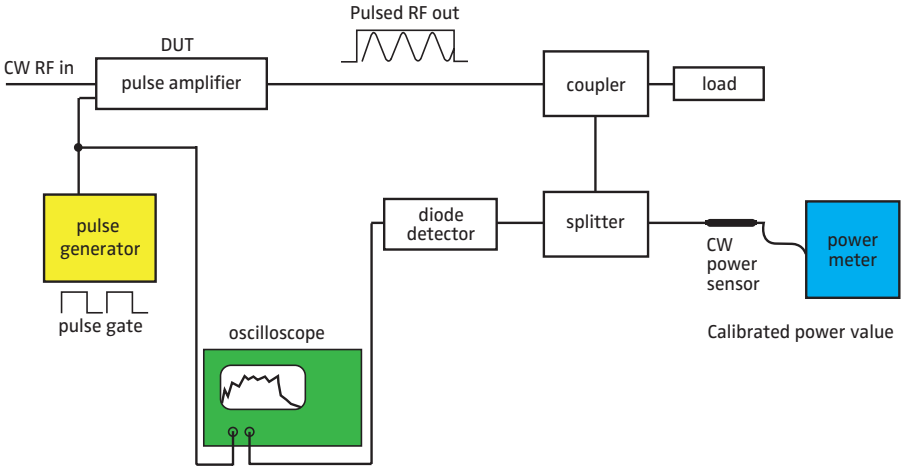 Pulsed RF out
DUT
CW RF in
pulse amplifier
coupler
load
pulse
generator
diode
detector
splitter
CW
power
sensor
power
meter
pulse gate
oscilloscope
Calibrated power value